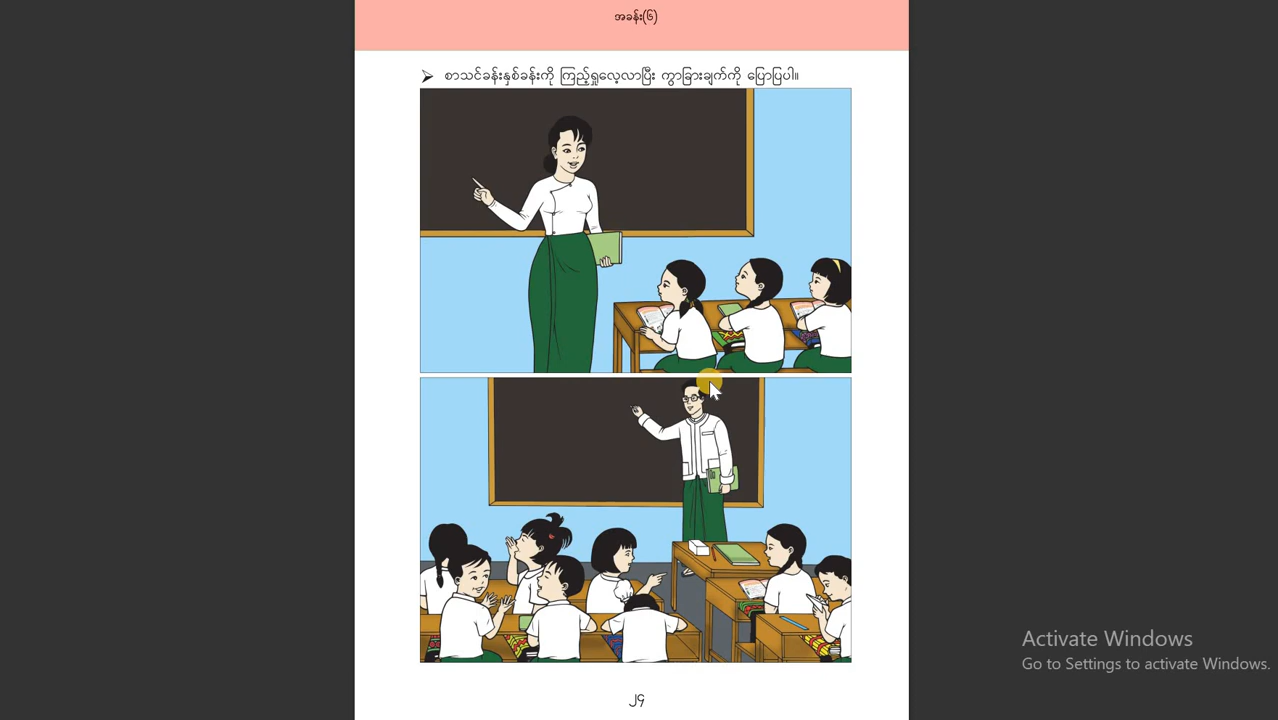 အခန်း(၆)
➢ စာသင်ခန်းနှစ်ခန်းကို ကြည့်ရှုလေ့လာပြီး ကွာခြားချက်ကို ပြောပြပါ။
Activate Windows
Go to Settings to activate Windows.
၂၄